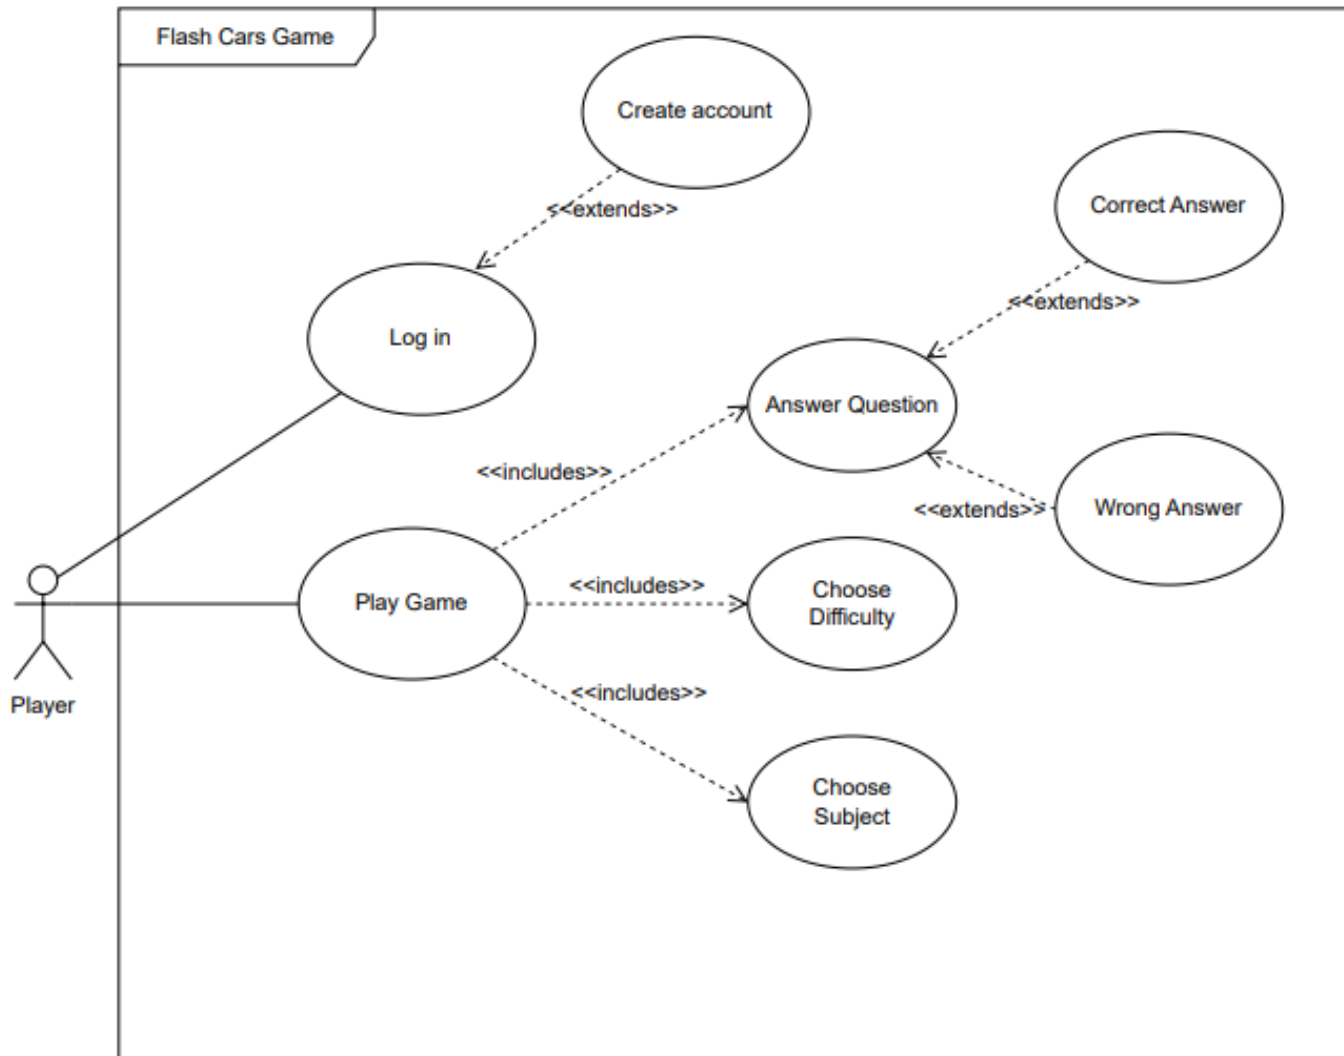 Flash Cars Game
Create account
<<extends>>
Correct Answer
<<extends>>
Log in
Answer Question
<<includes>>
<<extends>>
Wrong Answer
Play Game
<<includes>>
Choose
Difficulty
<<includes>>
Player
Choose
Subject